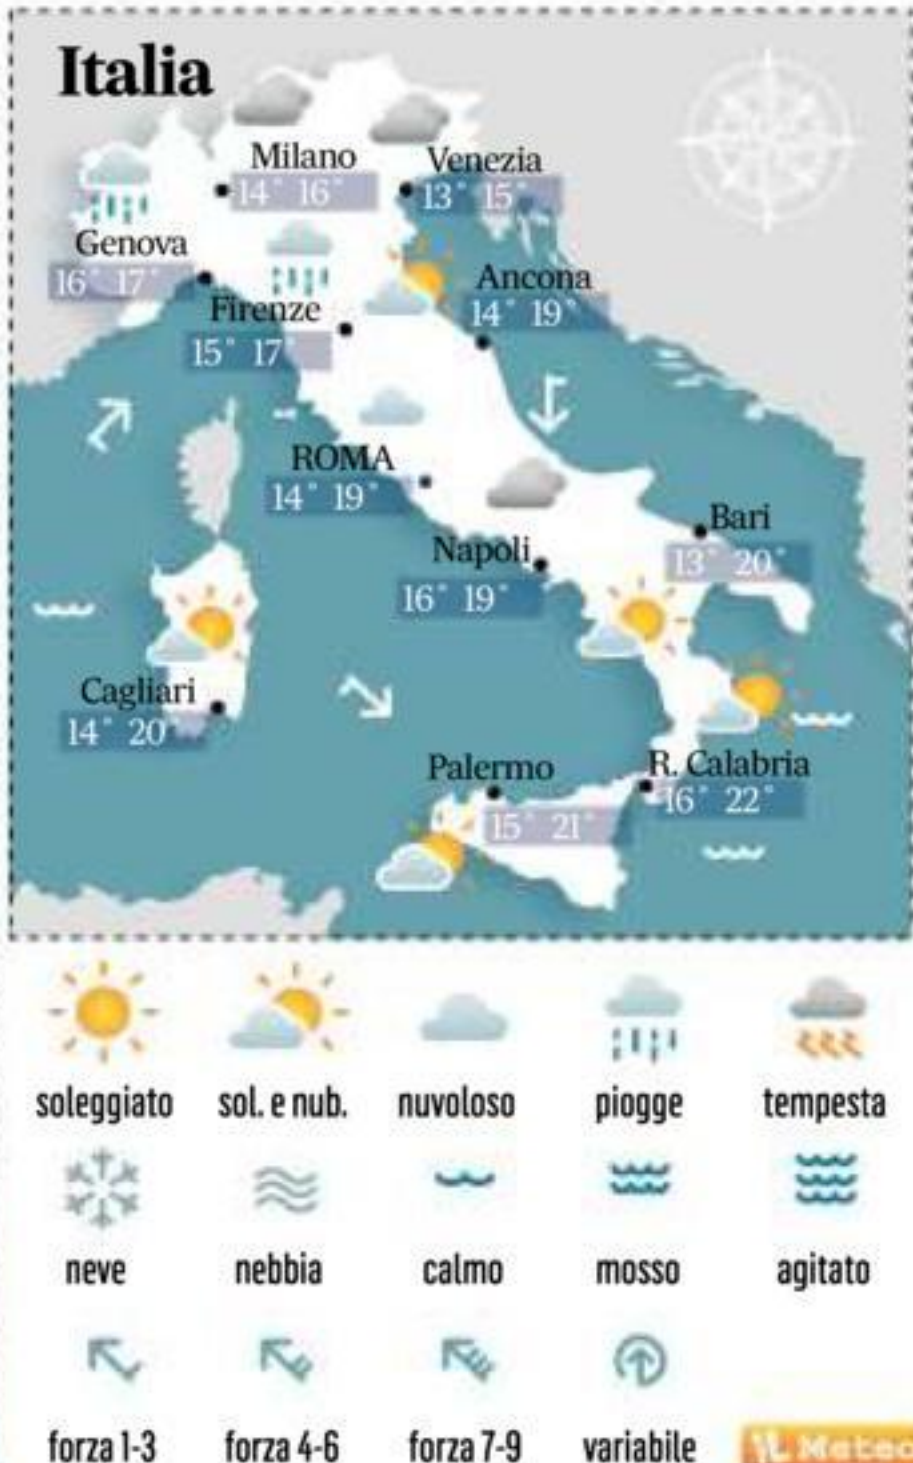 Italia
Milano
14° 16°
Venezia
13° 15°
Genova
16° 17°
Firenze
15° 17°
Ancona
14° 19°
ROMA
14° 19°
Napoli
16° 19°
Bari
13° 20°
Cagliari
14° 20°
Palermo
15° 21°
R. Calabria
16° 22°
soleggiato sol. e nub. nuvoloso piogge tempesta
neve nebbia calmo mosso agitato
forza 1-3 forza 4-6 forza 7-9 variabile